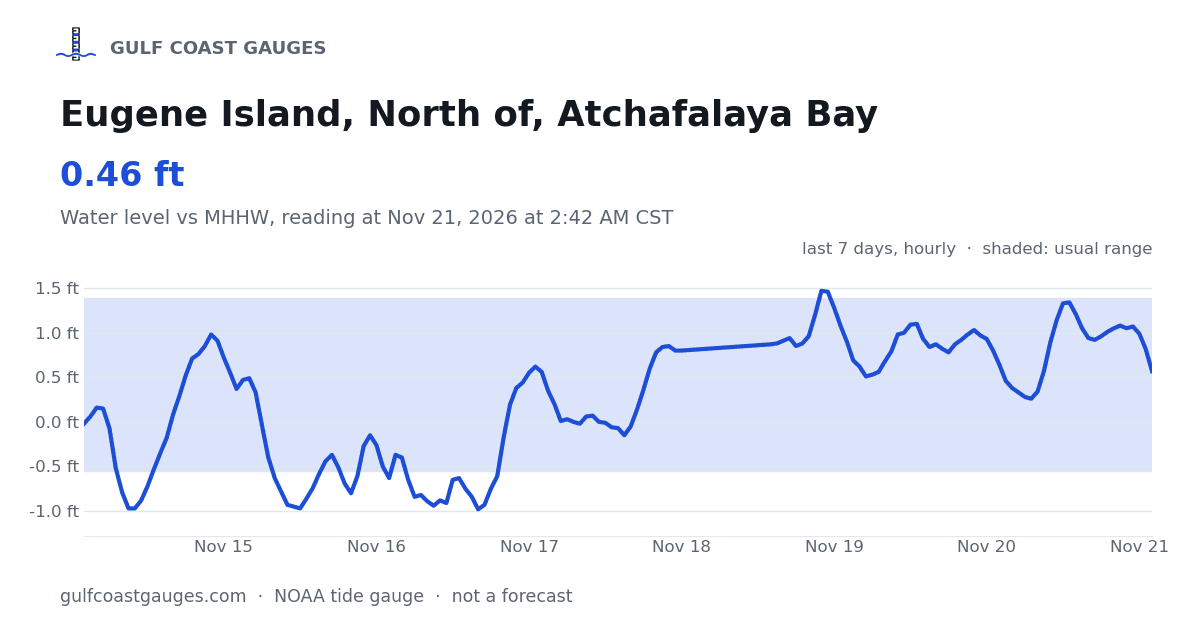 GULF COAST GAUGES
Eugene Island, North of, Atchafalaya Bay
0.46 ft
Water level vs MHHW, reading at Nov 21, 2026 at 2:42 AM CST
last 7 days, hourly · shaded: usual range
1.5 ft
1.0 ft
0.5 ft
0.0 ft
-0.5 ft
-1.0 ft
Nov 15 Nov 16 Nov 17 Nov 18 Nov 19 Nov 20 Nov 21
gulfcoastgauges.com · NOAA tide gauge · not a forecast